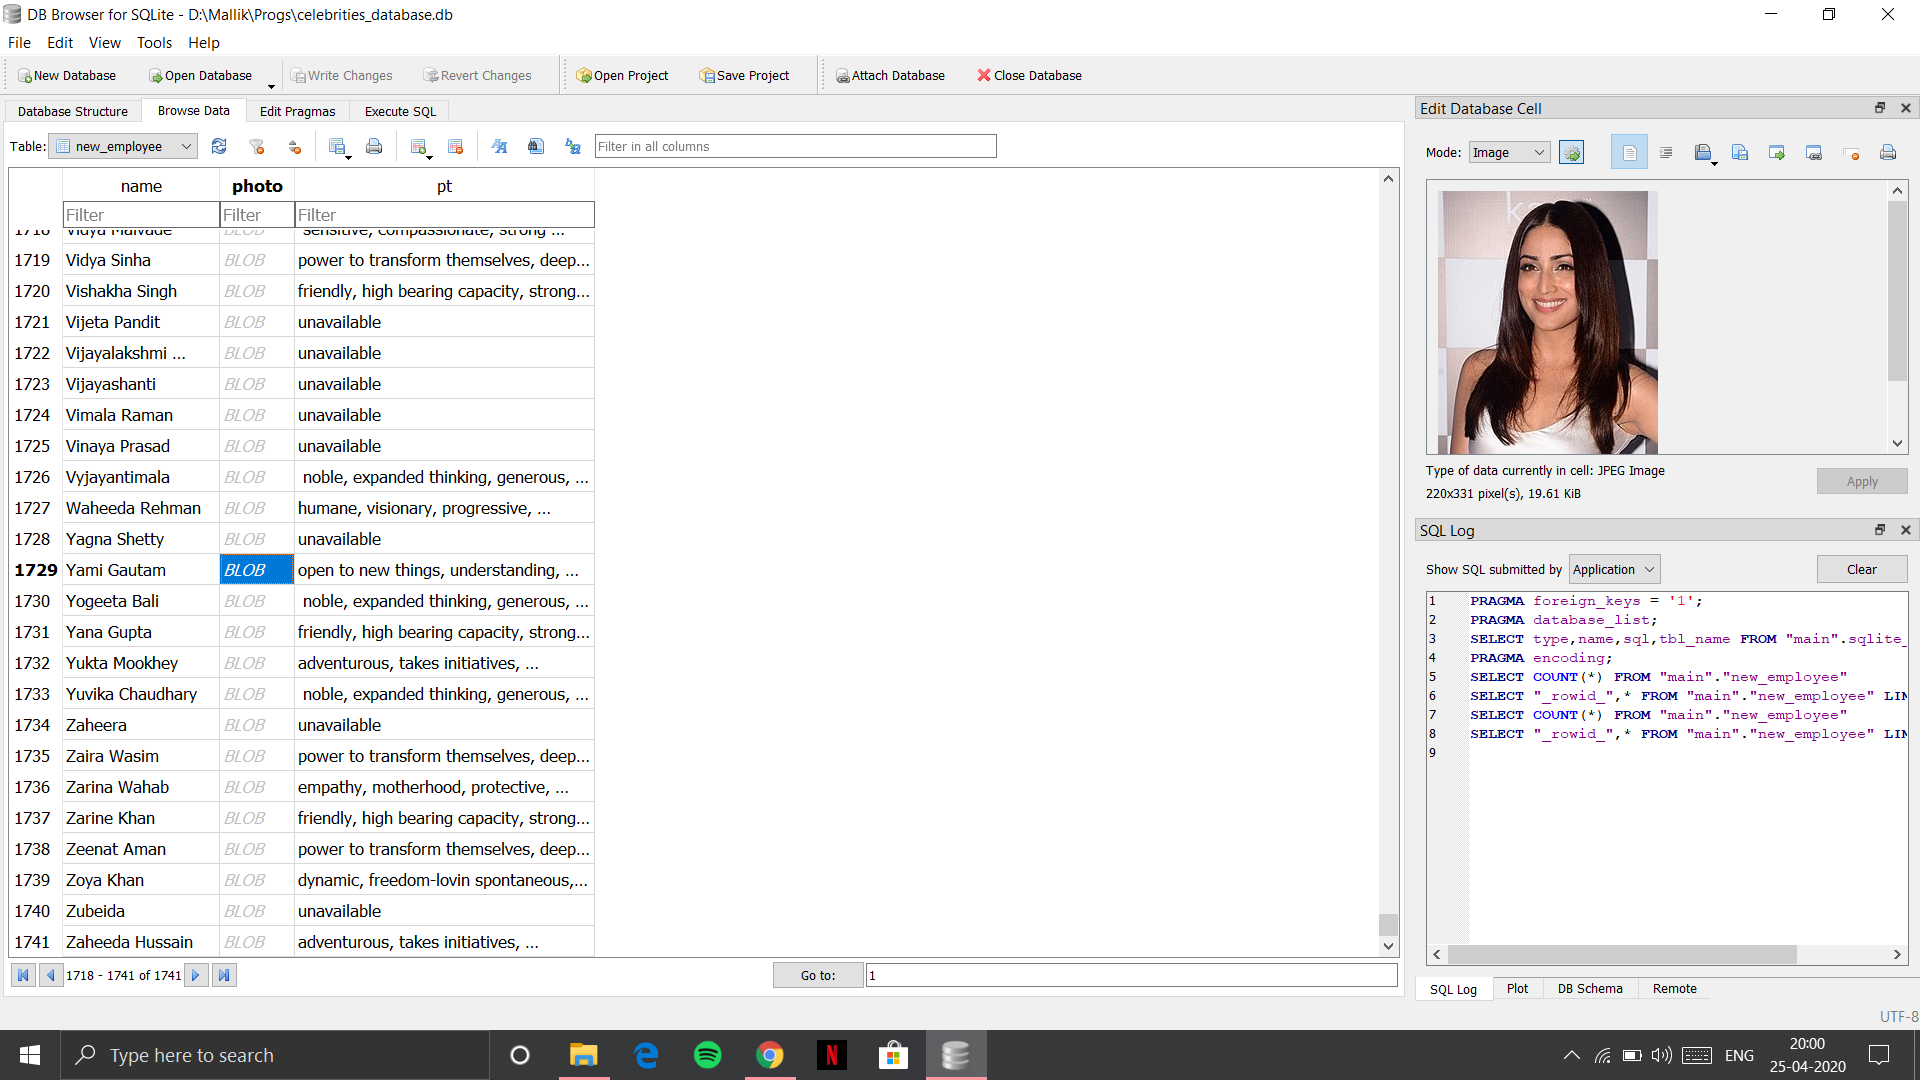 DB Browser for SQLite - D:\Mallik\Progs\celebrities_database.db
File Edit View Tools Help
New Database Open Database Write Changes Revert Changes Open Project Save Project Attach Database Close Database
Database Structure Browse Data Edit Pragmas Execute SQL
Table: new_employee Filter in all columns
name photo pt
Filter Filter Filter
1718 Vidya Malvade BLOB sensitive, compassionate, strong ...
1719 Vidya Sinha BLOB power to transform themselves, deep...
1720 Vishakha Singh BLOB friendly, high bearing capacity, strong...
1721 Vijeta Pandit BLOB unavailable
1722 Vijayalakshmi ... BLOB unavailable
1723 Vijayashanti BLOB unavailable
1724 Vimala Raman BLOB unavailable
1725 Vinaya Prasad BLOB unavailable
1726 Vyjayantimala BLOB noble, expanded thinking, generous, ...
1727 Waheeda Rehman BLOB humane, visionary, progressive, ...
1728 Yagna Shetty BLOB unavailable
1729 Yami Gautam BLOB open to new things, understanding, ...
1730 Yogeeta Bali BLOB noble, expanded thinking, generous, ...
1731 Yana Gupta BLOB friendly, high bearing capacity, strong...
1732 Yukta Mookhey BLOB adventurous, takes initiatives, ...
1733 Yuvika Chaudhary BLOB noble, expanded thinking, generous, ...
1734 Zaheera BLOB unavailable
1735 Zaira Wasim BLOB power to transform themselves, deep...
1736 Zarina Wahab BLOB empathy, motherhood, protective, ...
1737 Zarine Khan BLOB friendly, high bearing capacity, strong...
1738 Zeenat Aman BLOB power to transform themselves, deep...
1739 Zoya Khan BLOB dynamic, freedom-lovin spontaneous,...
1740 Zubeida BLOB unavailable
1741 Zaheeda Hussain BLOB adventurous, takes initiatives, ...
1718 - 1741 of 1741 Go to: 1
Edit Database Cell
Mode: Image
Type of data currently in cell: JPEG Image
220x331 pixel(s), 19.61 KiB
Apply
SQL Log
Show SQL submitted by Application Clear
1 PRAGMA foreign_keys = '1';
2 PRAGMA database_list;
3 SELECT type,name,sql,tbl_name FROM "main".sqlite_
4 PRAGMA encoding;
5 SELECT COUNT(*) FROM "main"."new_employee"
6 SELECT "_rowid_",* FROM "main"."new_employee" LIM
7 SELECT COUNT(*) FROM "main"."new_employee"
8 SELECT "_rowid_",* FROM "main"."new_employee" LIM
9
SQL Log Plot DB Schema Remote
UTF-8
Type here to search
N
ENG
20:00
25-04-2020